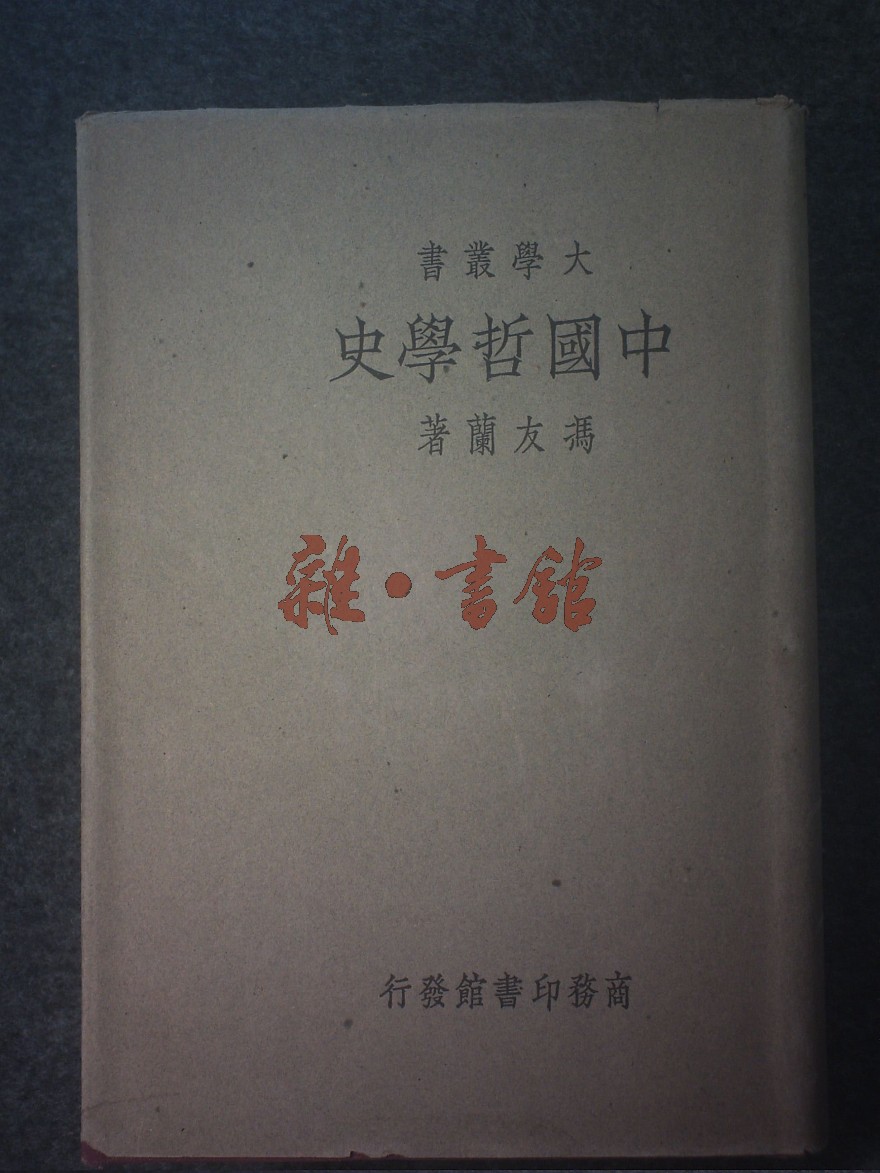 大學叢書
中國哲學史
馮友蘭著
雜·書館
商務印書館發行